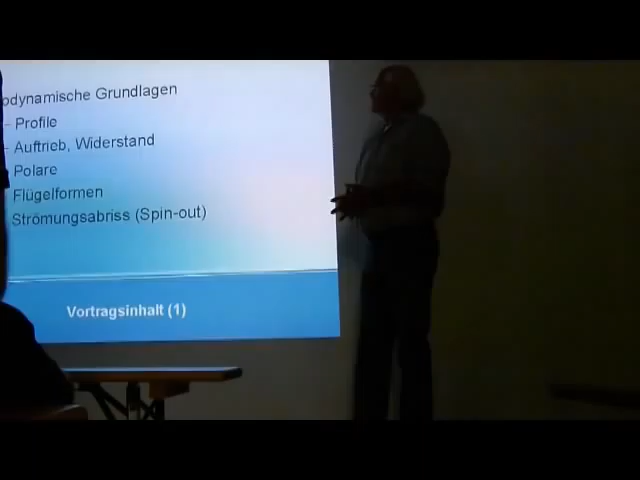 odynamische Grundlagen
– Profile
– Auftrieb, Widerstand
Polare
Flügelformen
Strömungsabriss (Spin-out)
Vortragsinhalt (1)